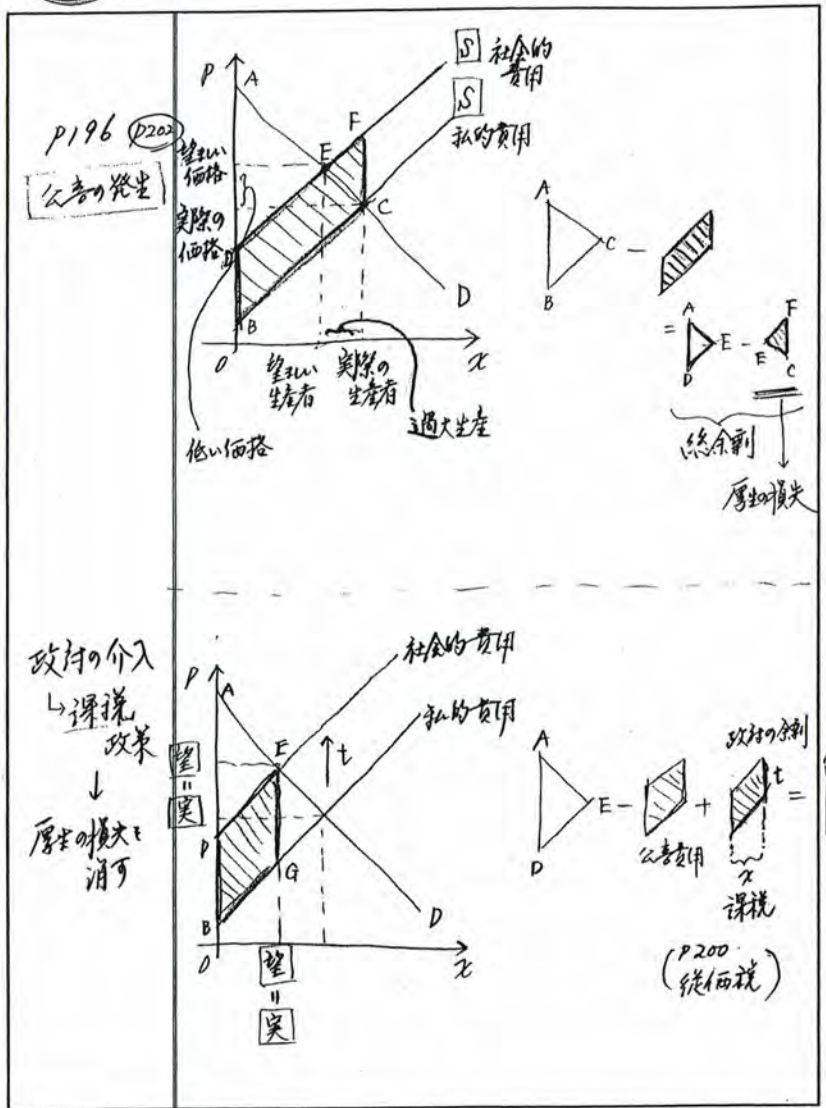 P196 P202
公害の発生
P
A
S 社会的
費用
S
私的費用
F
E
望ましい
価格
実際の
価格
D
C
B
D
O
x
望ましい
生産者
実際の
生産者
過大生産
低い価格
A
C
B
−
=
A
E
D
−
F
E
C
総余剰
厚生の損失
政府の介入
↳課税
政策
↓
厚生の損失を
消す
P
A
社会的費用
私的費用
E
t
望
=
実
D
G
B
D
O
x
望
=
実
A
E
D
−
公害費用
+
政府の余剰
t
=
x
課税
(P200.
従価税)